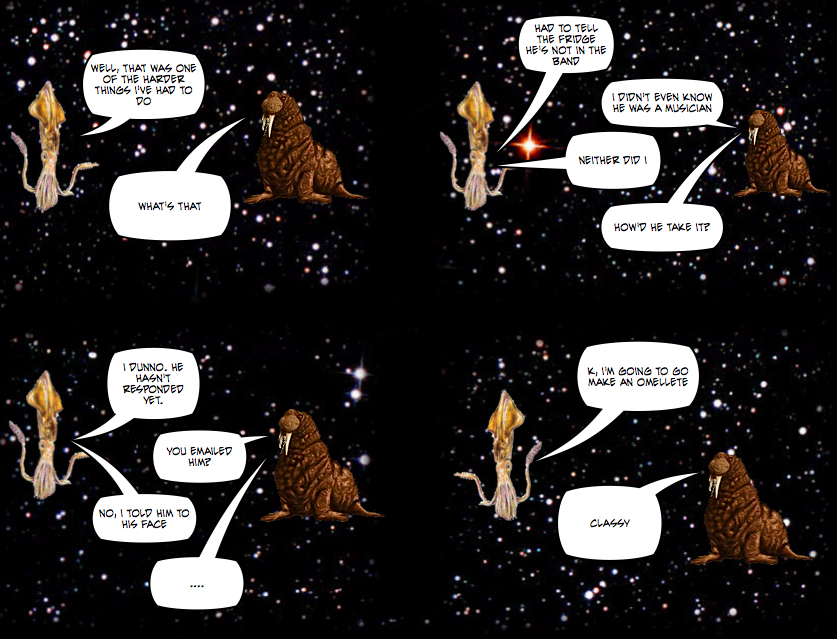 WELL, THAT WAS ONE
OF THE HARDER
THINGS I'VE HAD TO
DO
WHAT'S THAT
HAD TO TELL
THE FRIDGE
HE'S NOT IN THE
BAND
I DIDN'T EVEN KNOW
HE WAS A MUSICIAN
NEITHER DID I
HOW'D HE TAKE IT?
I DUNNO. HE
HASN'T
RESPONDED
YET.
YOU EMAILED
HIM?
NO, I TOLD HIM TO
HIS FACE
....
K, I'M GOING TO GO
MAKE AN OMELLETE
CLASSY